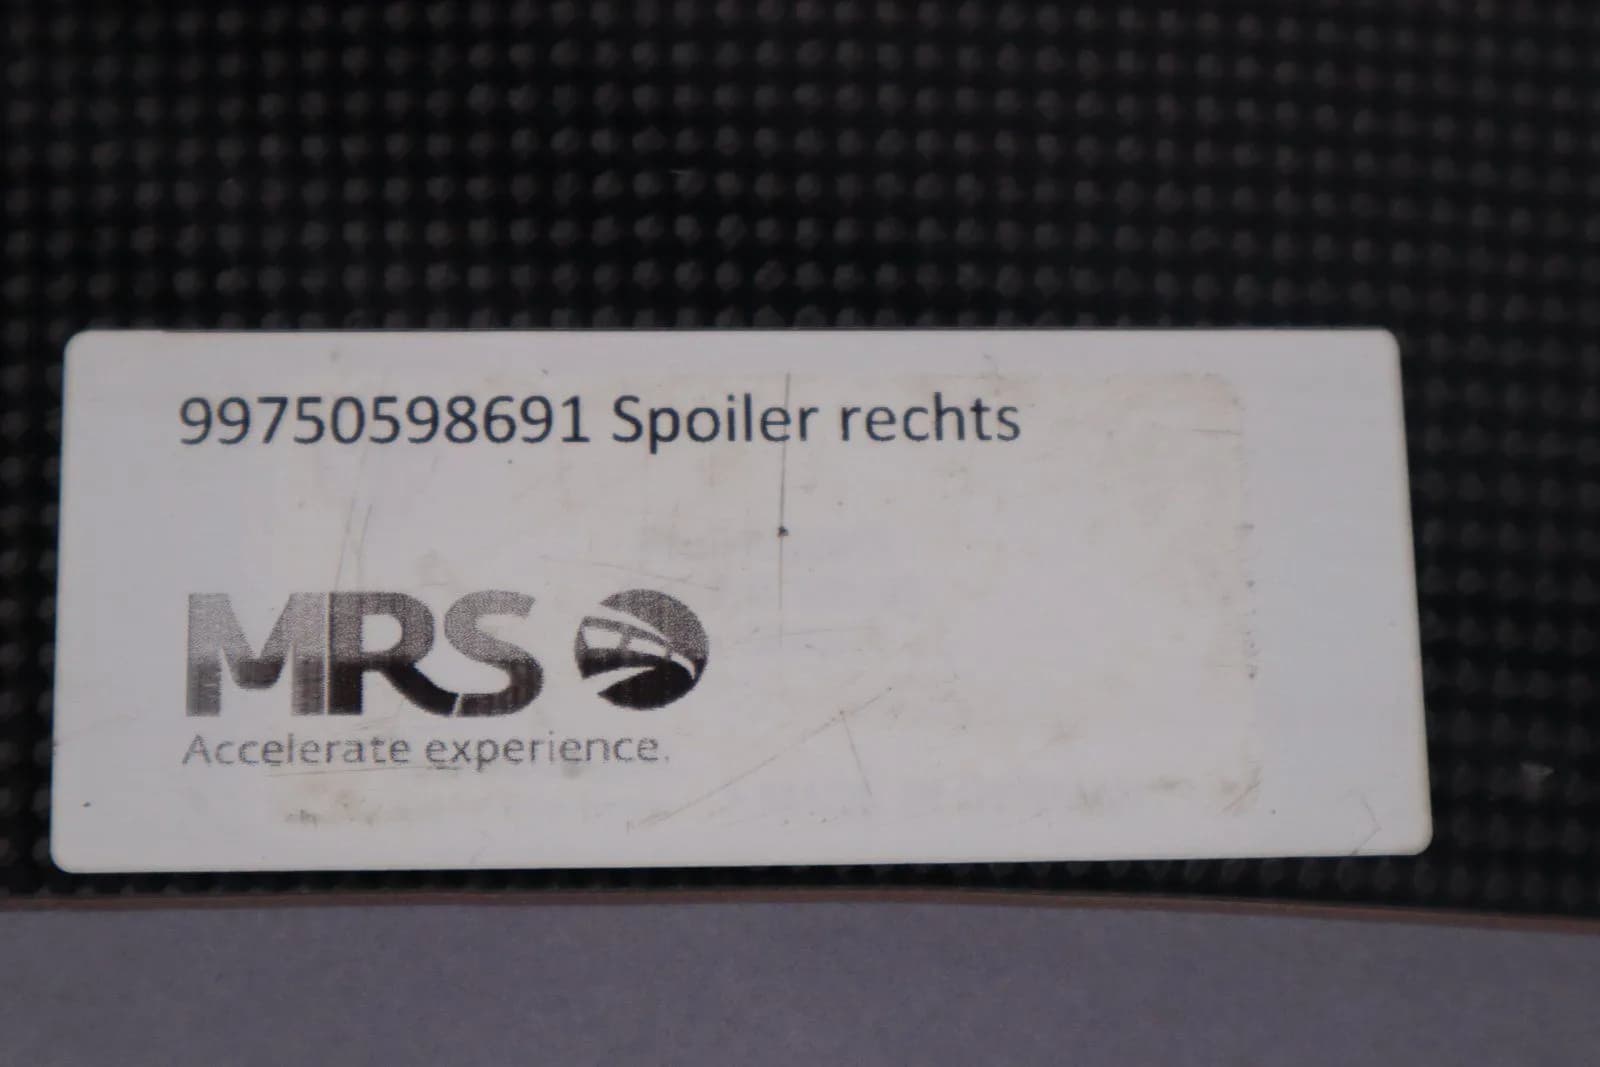 99750598691 Spoiler rechts
MRS
Accelerate experience.